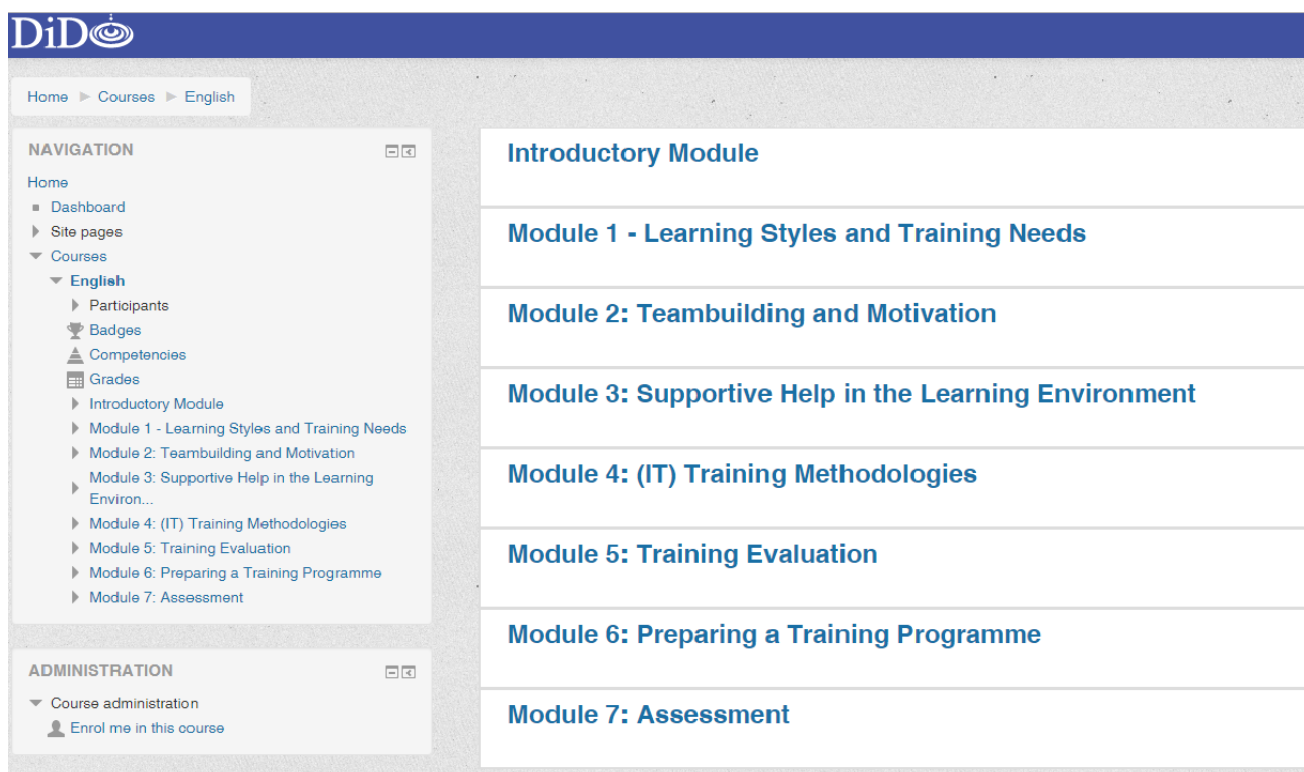 DiDo
Home Courses English
NAVIGATION
Home
Dashboard
Site pages
Courses
English
Participants
Badges
Competencies
Grades
Introductory Module
Module 1 - Learning Styles and Training Needs
Module 2: Teambuilding and Motivation
Module 3: Supportive Help in the Learning
Environ...
Module 4: (IT) Training Methodologies
Module 5: Training Evaluation
Module 6: Preparing a Training Programme
Module 7: Assessment
ADMINISTRATION
Course administration
Enrol me in this course
Introductory Module
Module 1 - Learning Styles and Training Needs
Module 2: Teambuilding and Motivation
Module 3: Supportive Help in the Learning Environment
Module 4: (IT) Training Methodologies
Module 5: Training Evaluation
Module 6: Preparing a Training Programme
Module 7: Assessment